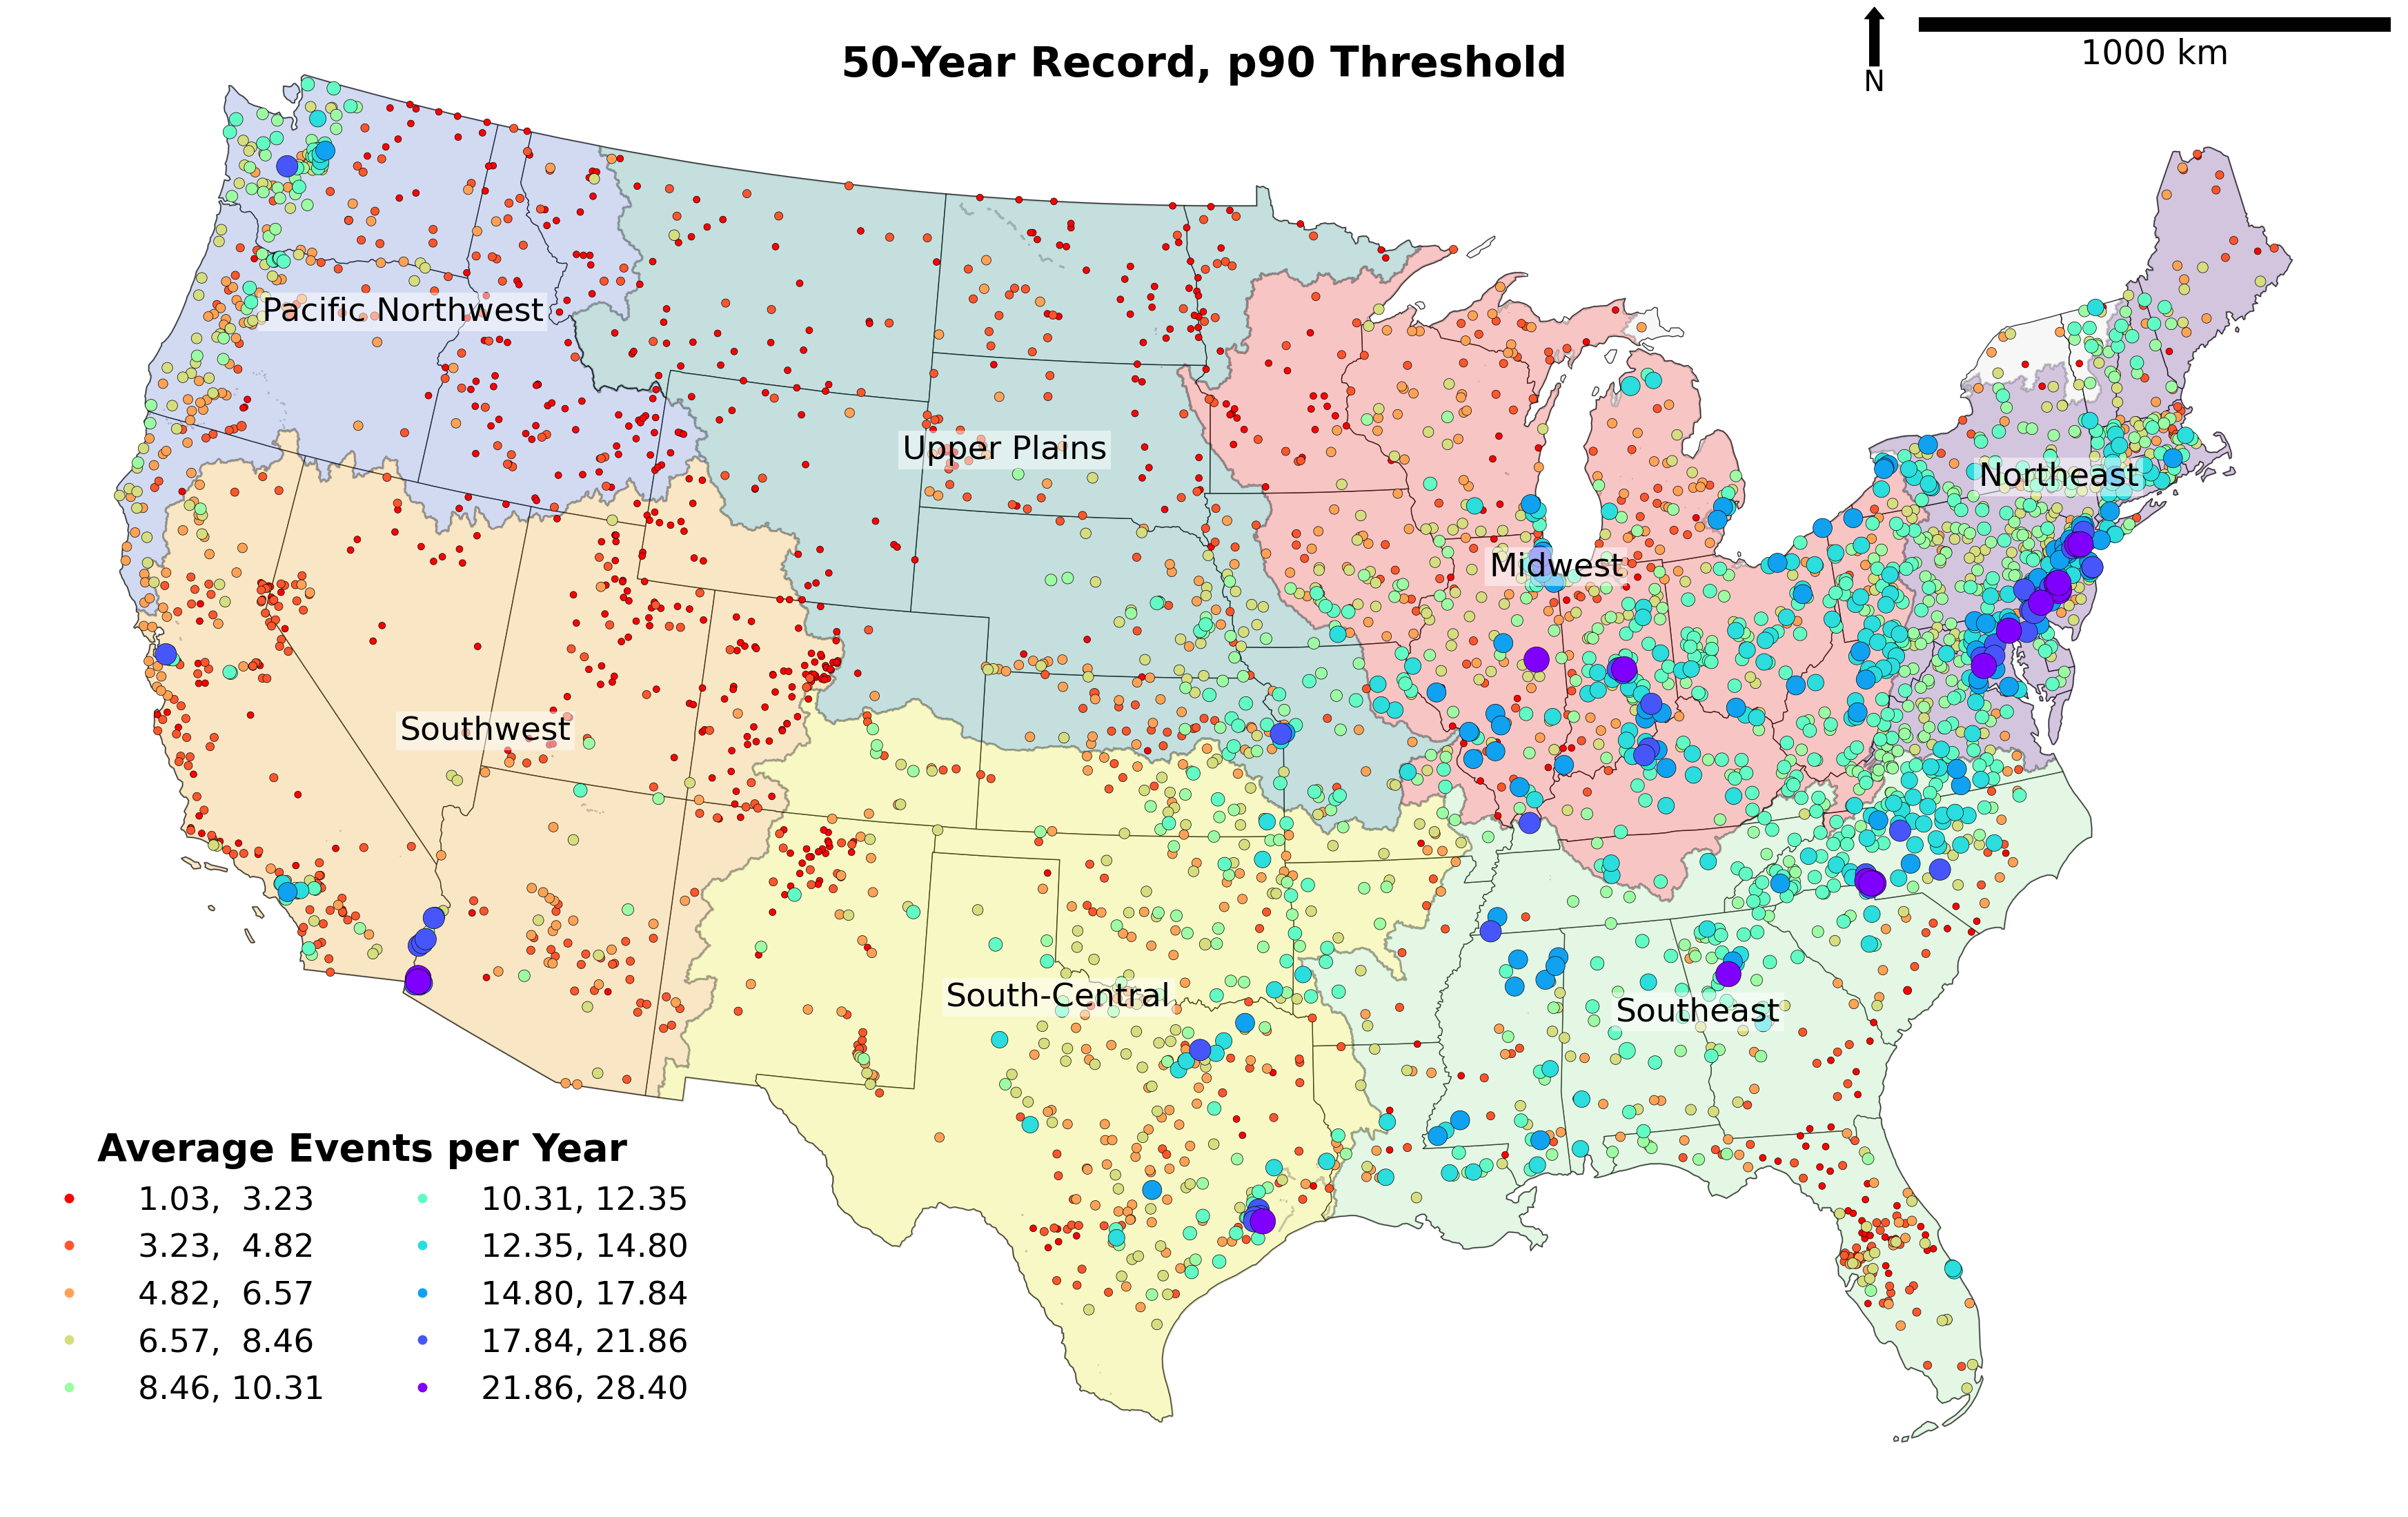 50-Year Record, p90 Threshold
1000 km
N
Pacific Northwest
Upper Plains
Northeast
Midwest
Southwest
South-Central
Southeast
Average Events per Year
1.03,  3.23
3.23,  4.82
4.82,  6.57
6.57,  8.46
8.46, 10.31
10.31, 12.35
12.35, 14.80
14.80, 17.84
17.84, 21.86
21.86, 28.40